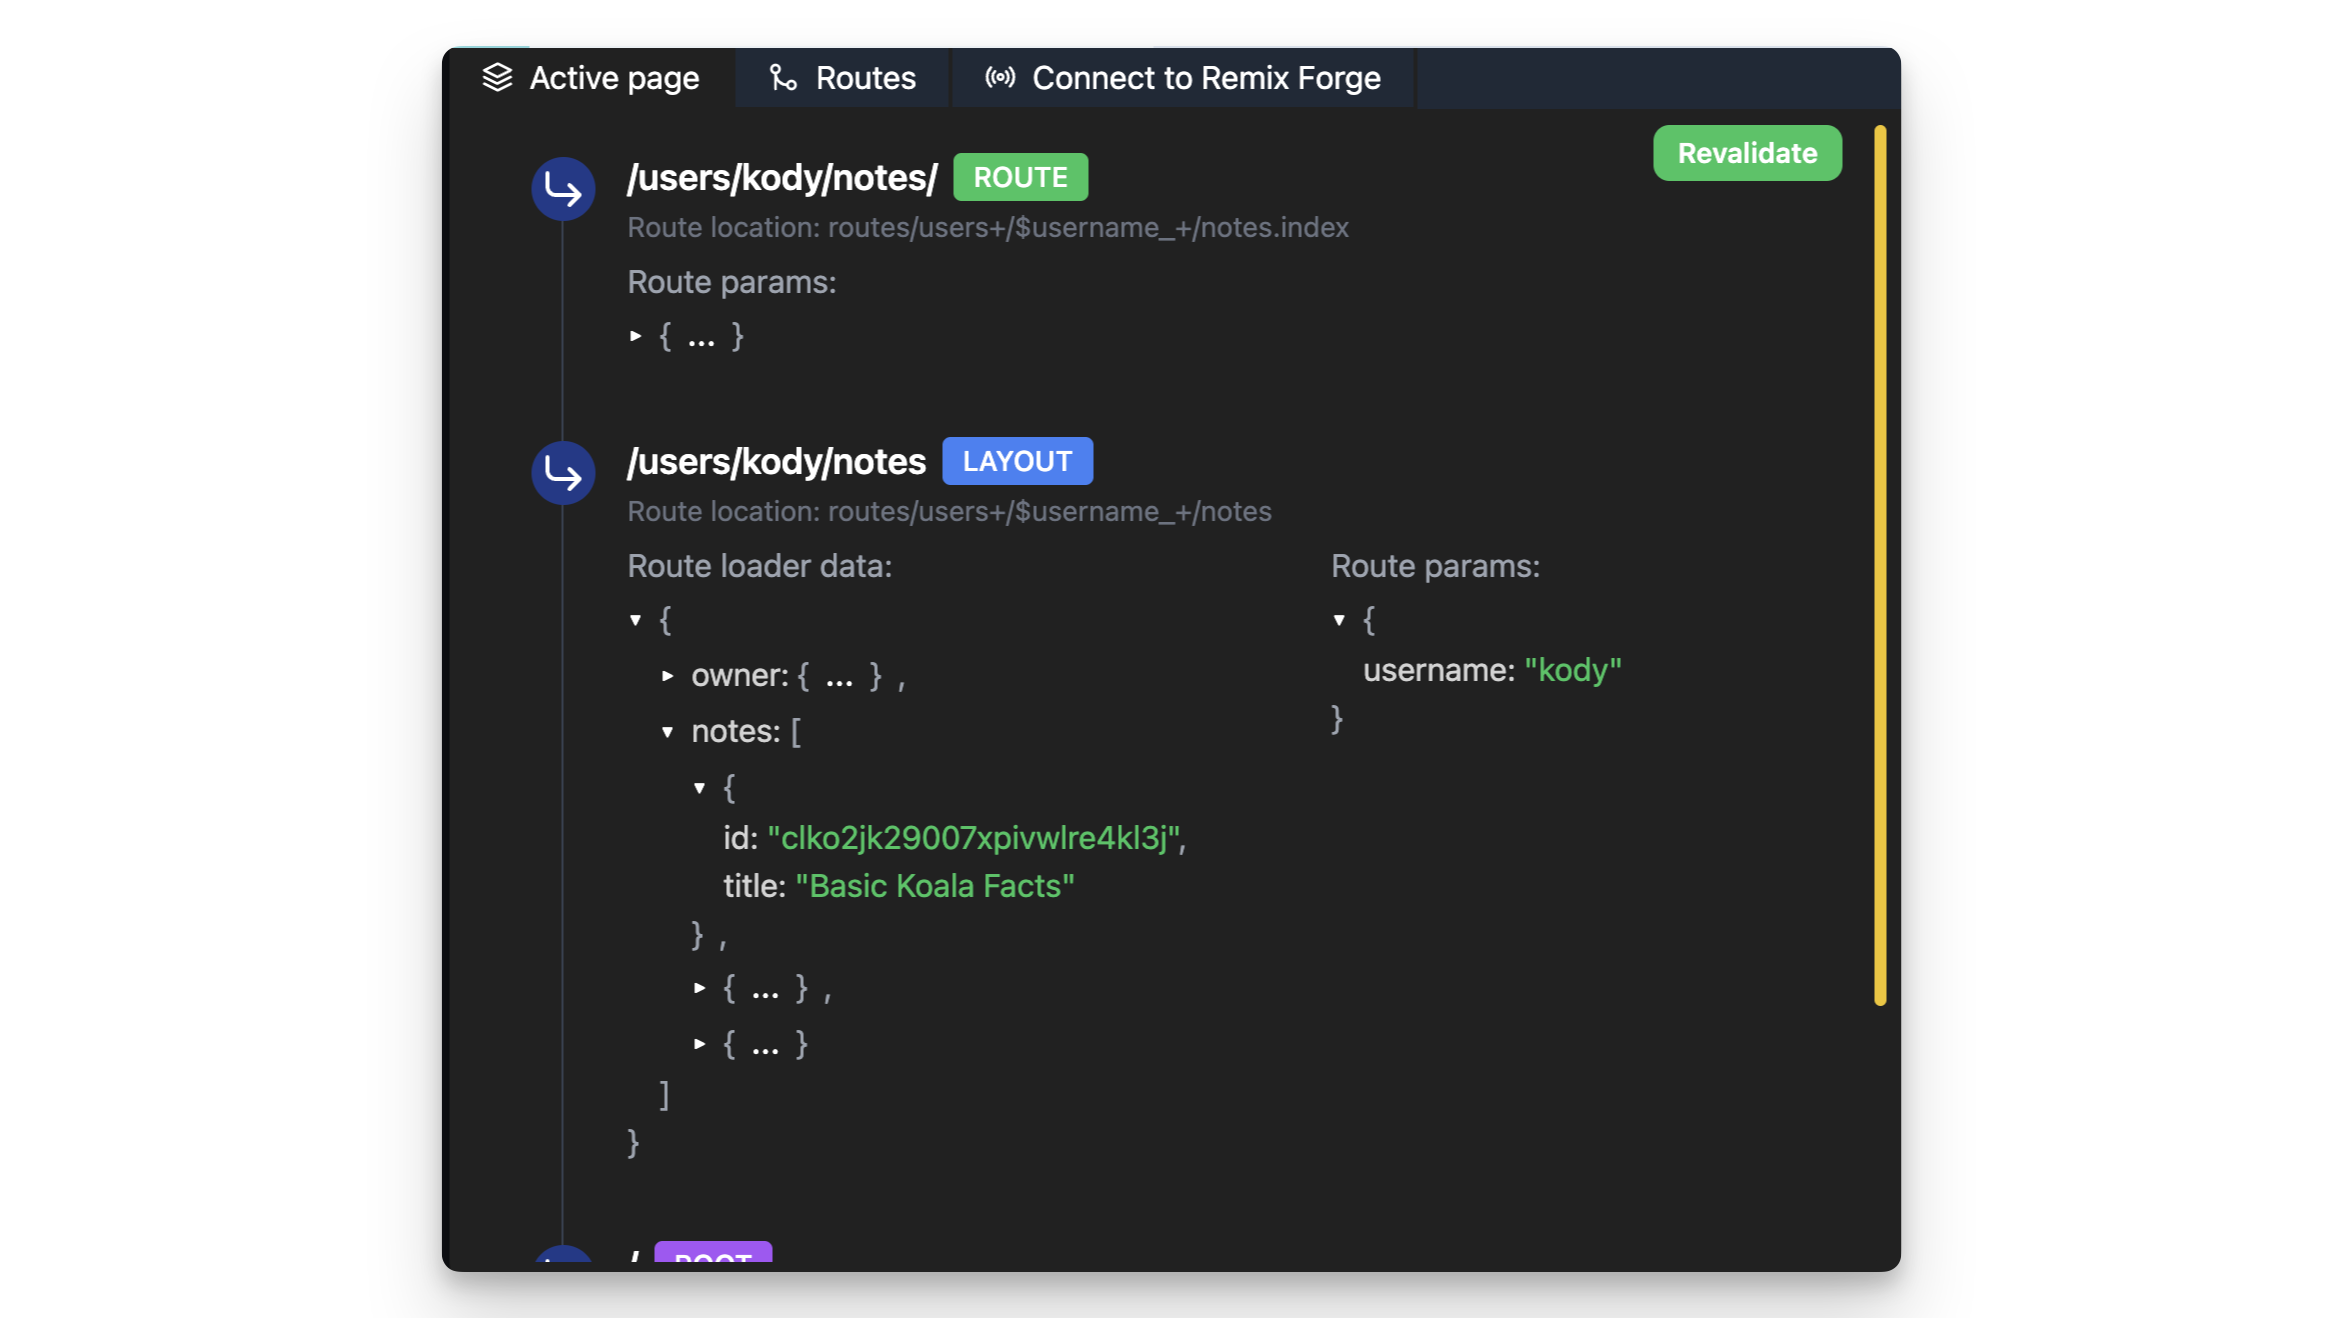 Active page
Routes
Connect to Remix Forge
Revalidate
/users/kody/notes/ ROUTE
Route location: routes/users+/$username_+/notes.index
Route params:
{ ... }
/users/kody/notes LAYOUT
Route location: routes/users+/$username_+/notes
Route loader data:
{
owner: { ... } ,
notes: [
{
id: "clko2jk29007xpivwlre4kl3j",
title: "Basic Koala Facts"
} ,
{ ... } ,
{ ... }
]
}
Route params:
{
username: "kody"
}
/ ROOT